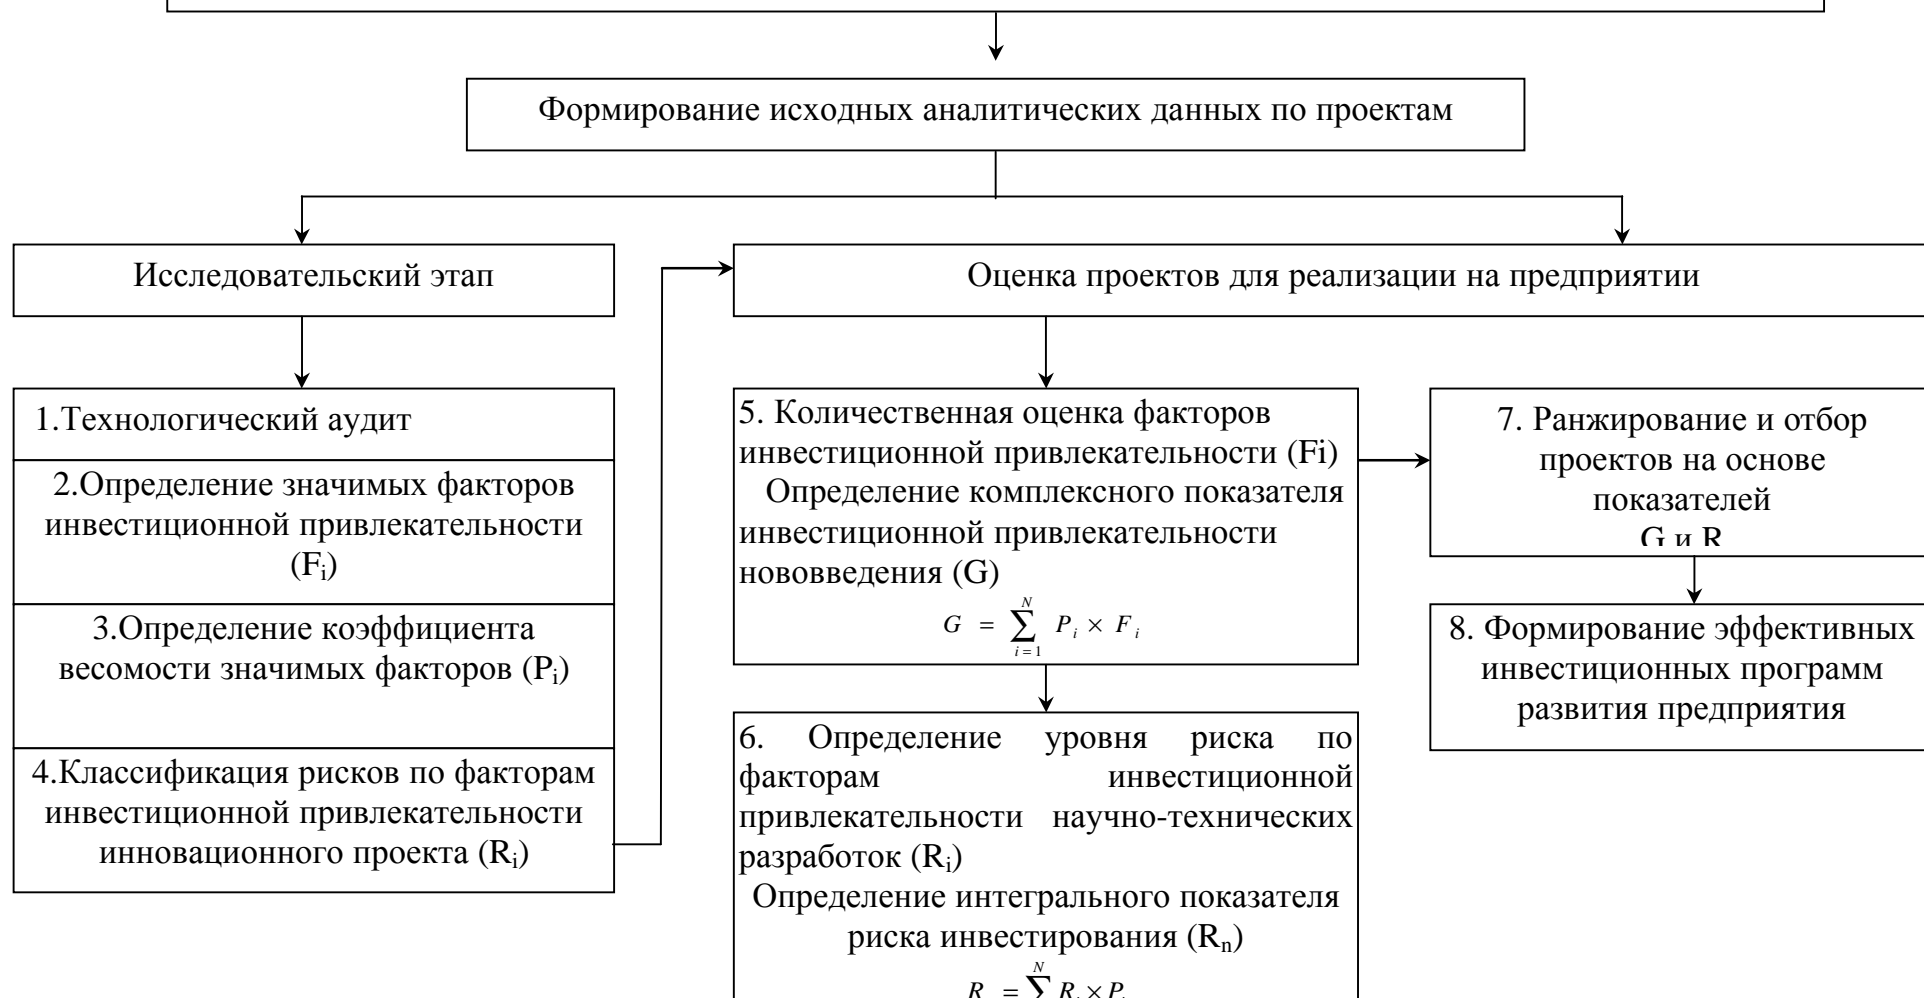 Формирование исходных аналитических данных по проектам
Исследовательский этап
Оценка проектов для реализации на предприятии
1.Технологический аудит
2.Определение значимых факторов
инвестиционной привлекательности
(Fi)
3.Определение коэффициента
весомости значимых факторов (Pi)
4.Классификация рисков по факторам
инвестиционной привлекательности
инновационного проекта (Ri)
5. Количественная оценка факторов
инвестиционной привлекательности (Fi)
Определение комплексного показателя
инвестиционной привлекательности
нововведения (G)
G = ∑ i=1 N Pi × Fi
6. Определение уровня риска по
факторам инвестиционной
привлекательности научно-технических
разработок (Ri)
Определение интегрального показателя
риска инвестирования (Rn)
R = ∑ N Ri × Pi
7. Ранжирование и отбор
проектов на основе
показателей
G и R
8. Формирование эффективных
инвестиционных программ
развития предприятия